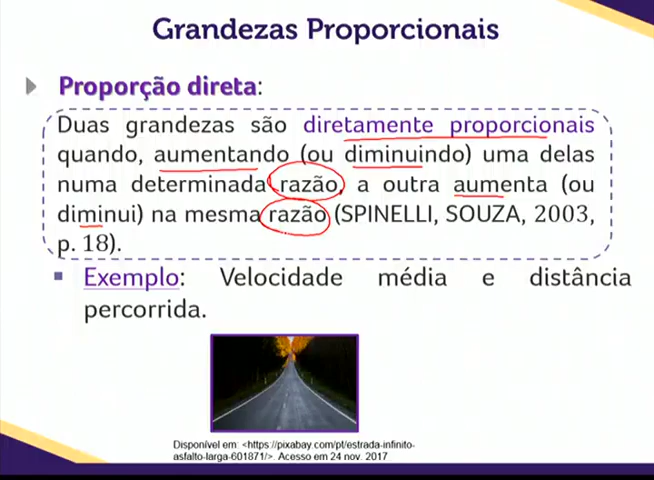 Grandezas Proporcionais
Proporção direta:
Duas grandezas são diretamente proporcionais
quando, aumentando (ou diminuindo) uma delas
numa determinada razão, a outra aumenta (ou
diminui) na mesma razão (SPINELLI, SOUZA, 2003,
p. 18).
Exemplo: Velocidade média e distância
percorrida.
Disponível em: <https://pixabay.com/pt/estrada-infinito-
asfalto-larga-601871/>. Acesso em 24 nov. 2017